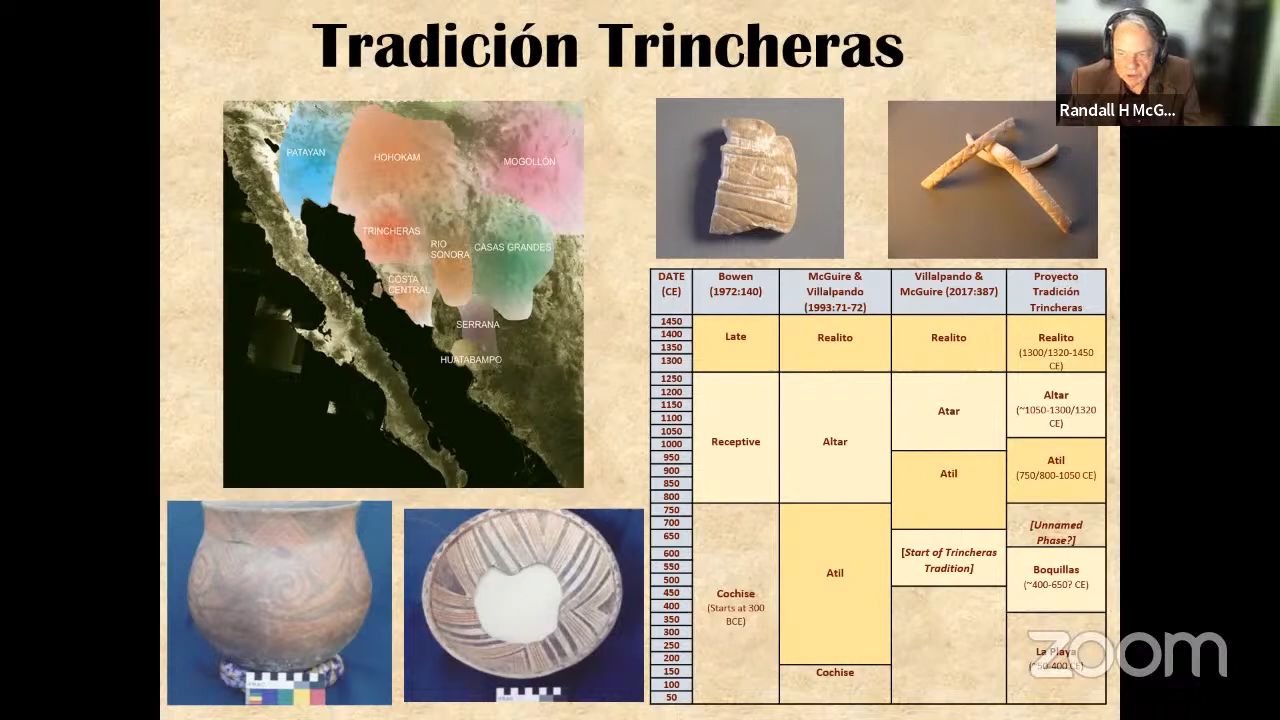 Tradición Trincheras
Randall H McG...
PATAYAN
HOHOKAM
MOGOLLÓN
TRINCHERAS
RIO
SONORA
CASAS GRANDES
COSTA
CENTRAL
SERRANA
HUATABAMPO
DATE
(CE)
Bowen
(1972:140)
McGuire &
Villalpando
(1993:71-72)
Villalpando &
McGuire (2017:387)
Proyecto
Tradición
Trincheras
1450
1400
1350
1300
1250
1200
1150
1100
1050
1000
950
900
850
800
750
700
650
600
550
500
450
400
350
300
250
200
150
100
50
Late
Receptive
Cochise
(Starts at 300
BCE)
Realito
Altar
Atil
Cochise
Realito
Atar
Atil
[Start of Trincheras
Tradition]
Realito
(1300/1320-1450
CE)
Altar
(~1050-1300/1320
CE)
Atil
(750/800-1050 CE)
[Unnamed
Phase?]
Boquillas
(~400-650? CE)
La Playa
(~50-400 CE)
zoom